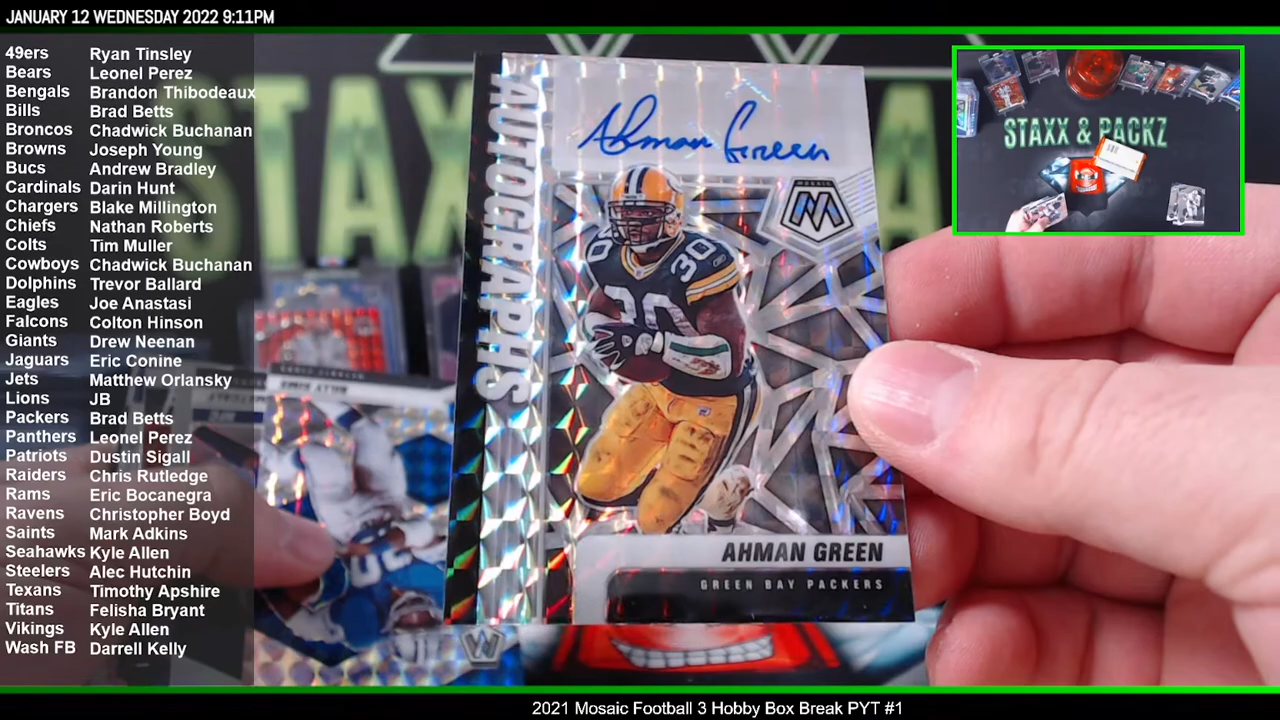 JANUARY 12 WEDNESDAY 2022 9:11PM
49ers Ryan Tinsley
Bears Leonel Perez
Bengals Brandon Thibodeaux
Bills Brad Betts
Broncos Chadwick Buchanan
Browns Joseph Young
Bucs Andrew Bradley
Cardinals Darin Hunt
Chargers Blake Millington
Chiefs Nathan Roberts
Colts Tim Muller
Cowboys Chadwick Buchanan
Dolphins Trevor Ballard
Eagles Joe Anastasi
Falcons Colton Hinson
Giants Drew Neenan
Jaguars Eric Conine
Jets Matthew Orlansky
Lions JB
Packers Brad Betts
Panthers Leonel Perez
Patriots Dustin Sigall
Raiders Chris Rutledge
Rams Eric Bocanegra
Ravens Christopher Boyd
Saints Mark Adkins
Seahawks Kyle Allen
Steelers Alec Hutchin
Texans Timothy Apshire
Titans Felisha Bryant
Vikings Kyle Allen
Wash FB Darrell Kelly
STAXX & PACKZ
AUTOGRAPHS
Ahman Green
MOSAIC
M
30
30
AHMAN GREEN
GREEN BAY PACKERS
2021 Mosaic Football 3 Hobby Box Break PYT #1